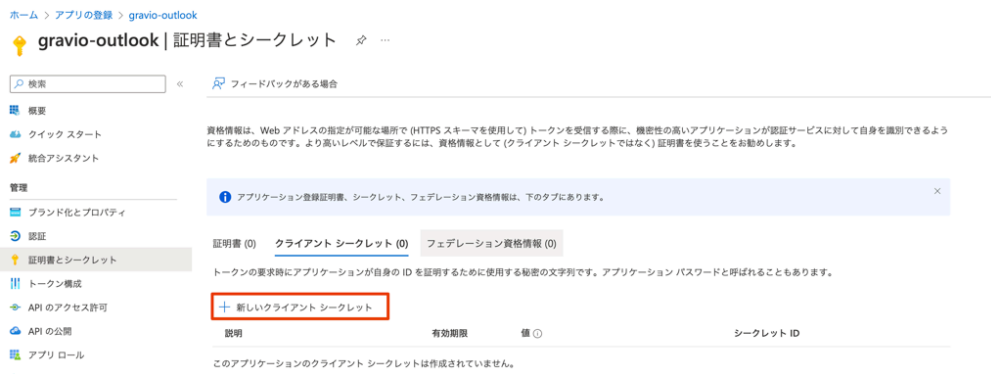 ホーム > アプリの登録 > gravio-outlook
gravio-outlook | 証明書とシークレット
検索
概要
クイック スタート
統合アシスタント
管理
ブランド化とプロパティ
認証
証明書とシークレット
トークン構成
API のアクセス許可
API の公開
アプリ ロール
フィードバックがある場合
資格情報は、Web アドレスの指定が可能な場所で (HTTPS スキーマを使用して) トークンを受信する際に、機密性の高いアプリケーションが認証サービスに対して自身を識別できるよう
にするためのものです。より高いレベルで保証するには、資格情報として (クライアント シークレットではなく) 証明書を使うことをお勧めします。
アプリケーション登録証明書、シークレット、フェデレーション資格情報は、下のタブにあります。
証明書 (0) クライアント シークレット (0) フェデレーション資格情報 (0)
トークンの要求時にアプリケーションが自身の ID を証明するために使用する秘密の文字列です。アプリケーション パスワードと呼ばれることもあります。
新しいクライアント シークレット
説明 有効期限 値 シークレット ID
このアプリケーションのクライアント シークレットは作成されていません。